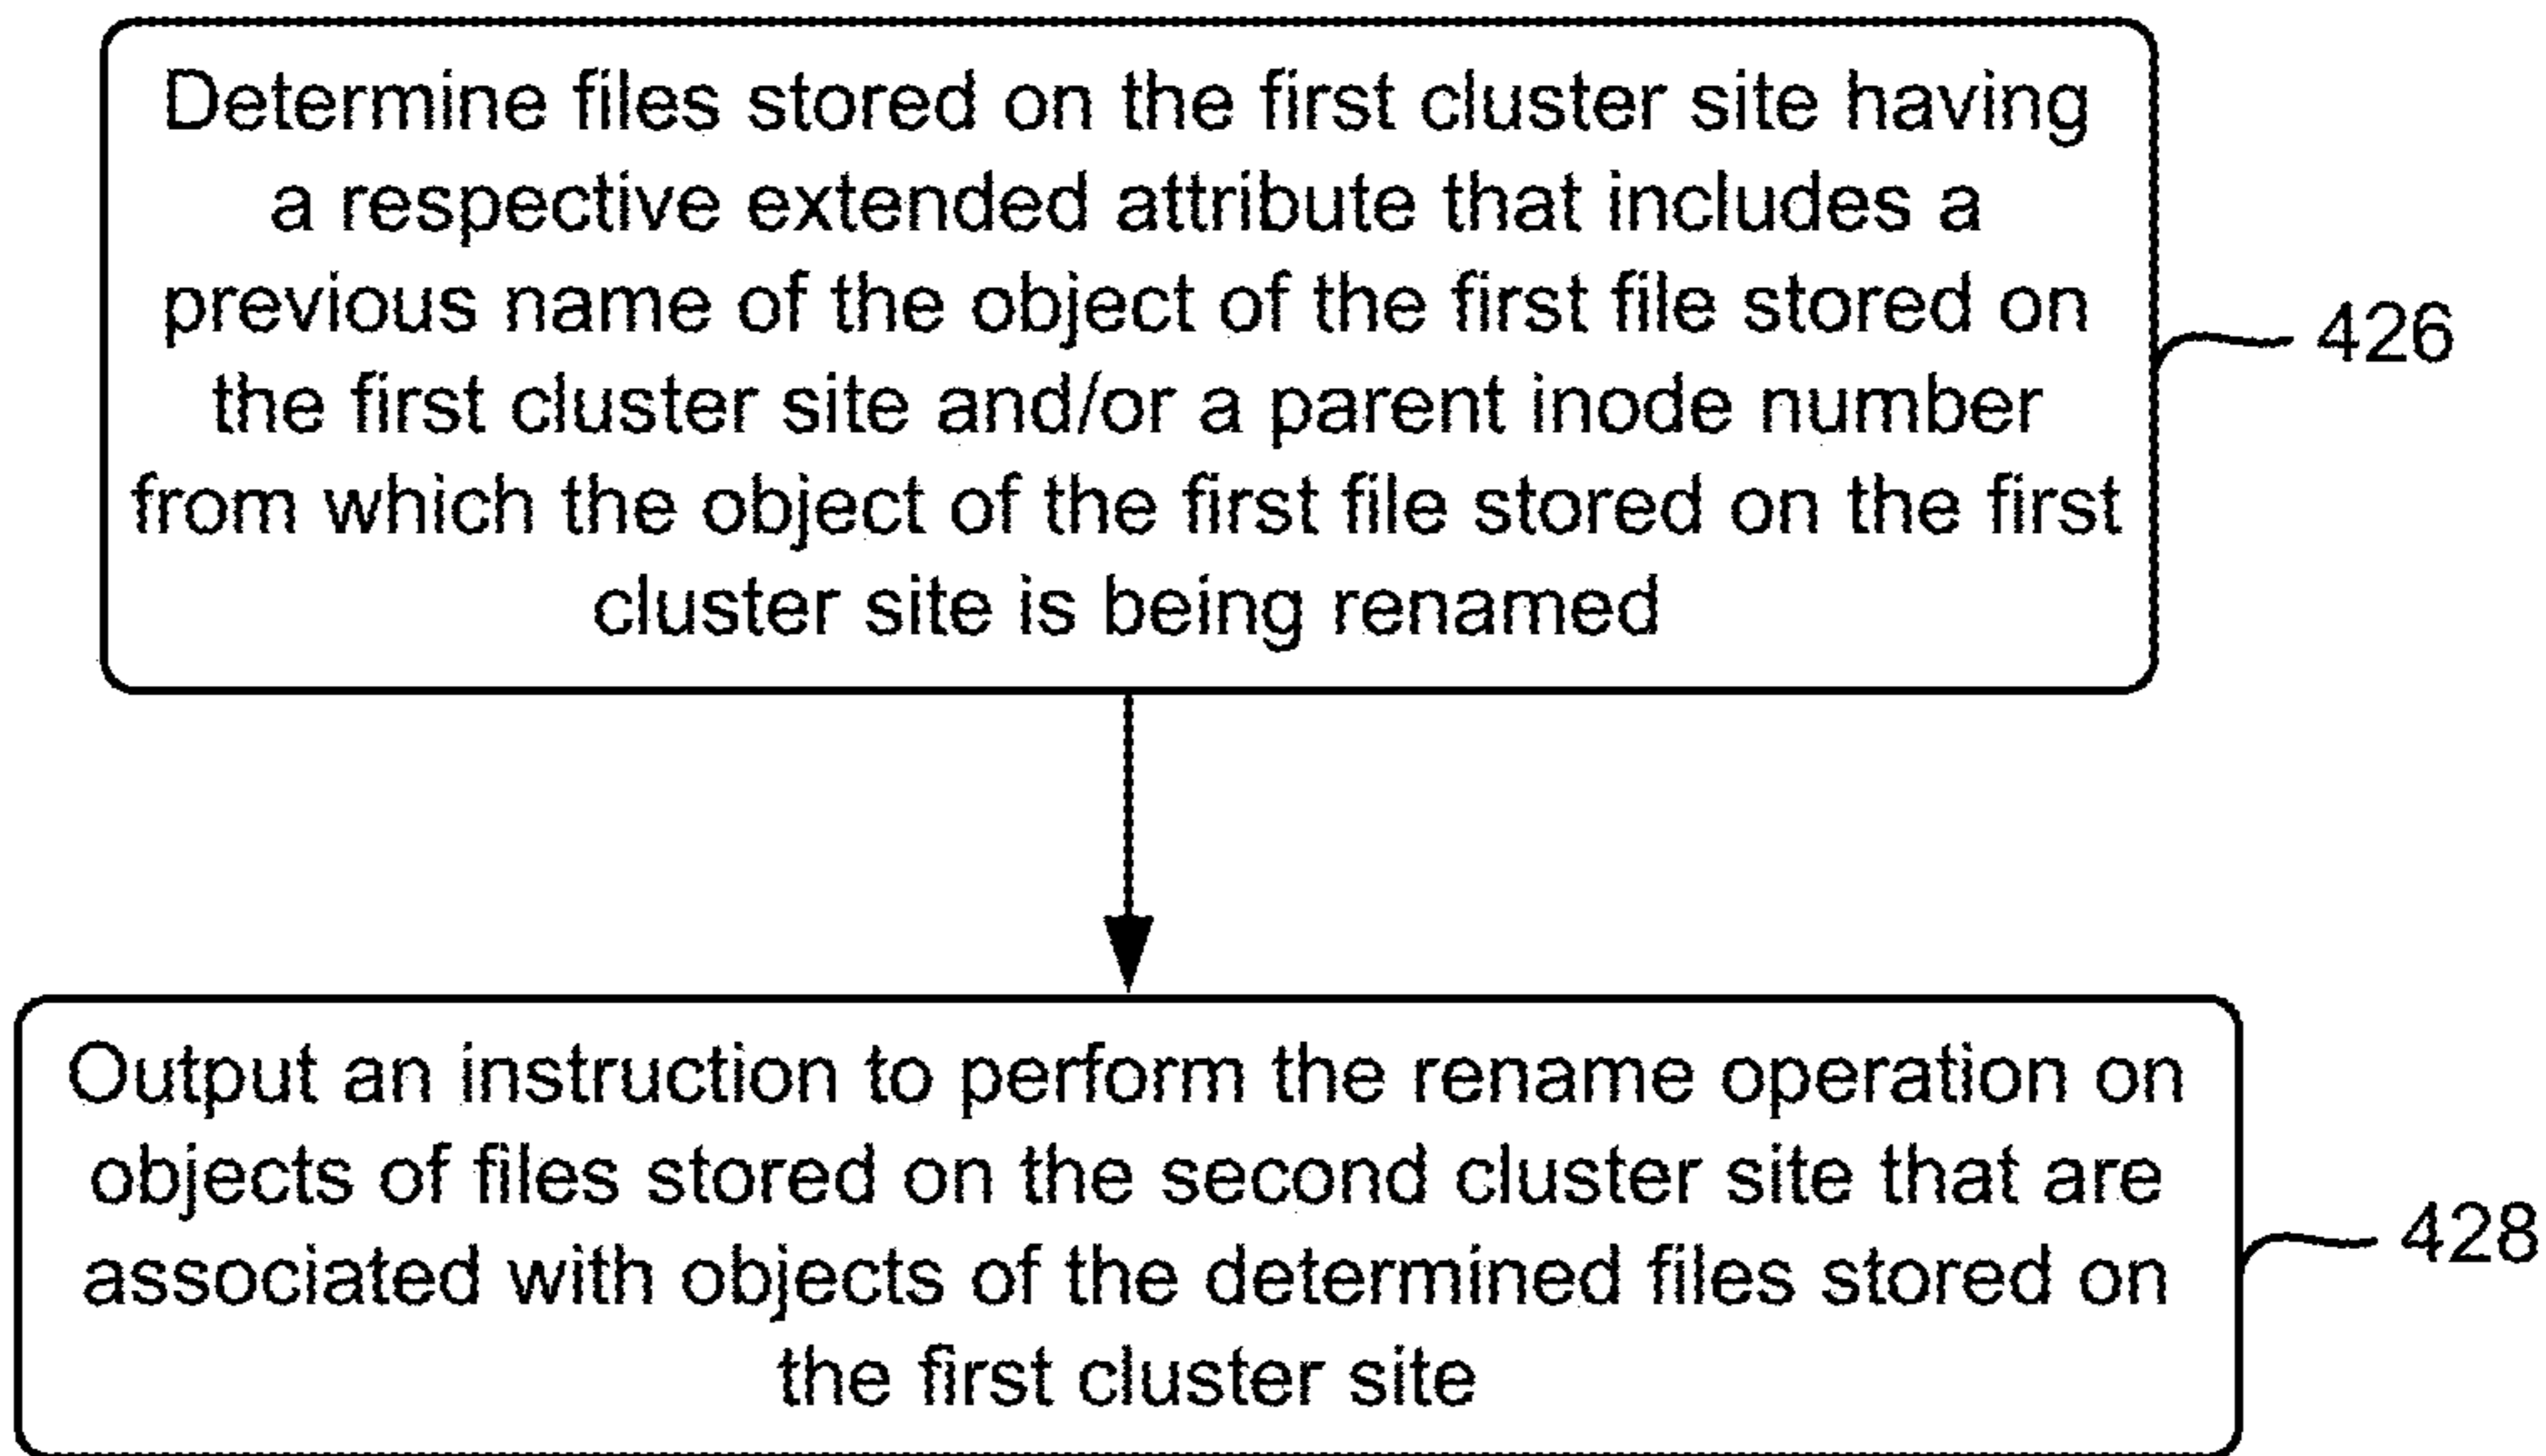 Determine files stored on the first cluster site having
a respective extended attribute that includes a
previous name of the object of the first file stored on
the first cluster site and/or a parent inode number
from which the object of the first file stored on the first
cluster site is being renamed
426
Output an instruction to perform the rename operation on
objects of files stored on the second cluster site that are
associated with objects of the determined files stored on
the first cluster site
428